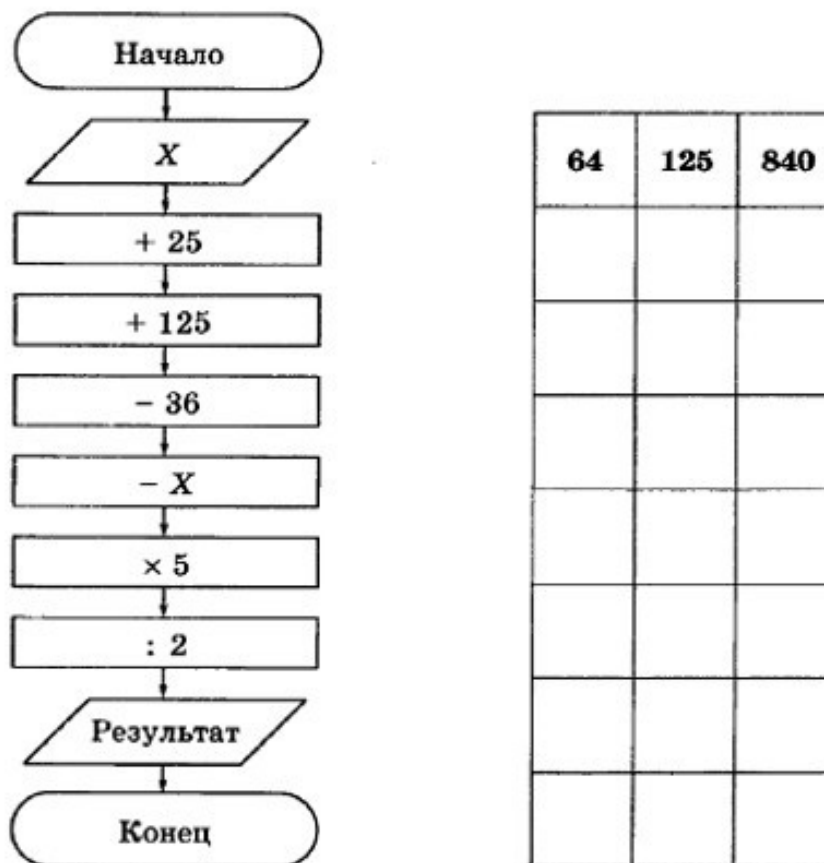 Начало
X
+ 25
+ 125
− 36
− X
× 5
: 2
Результат
Конец
64 125 840